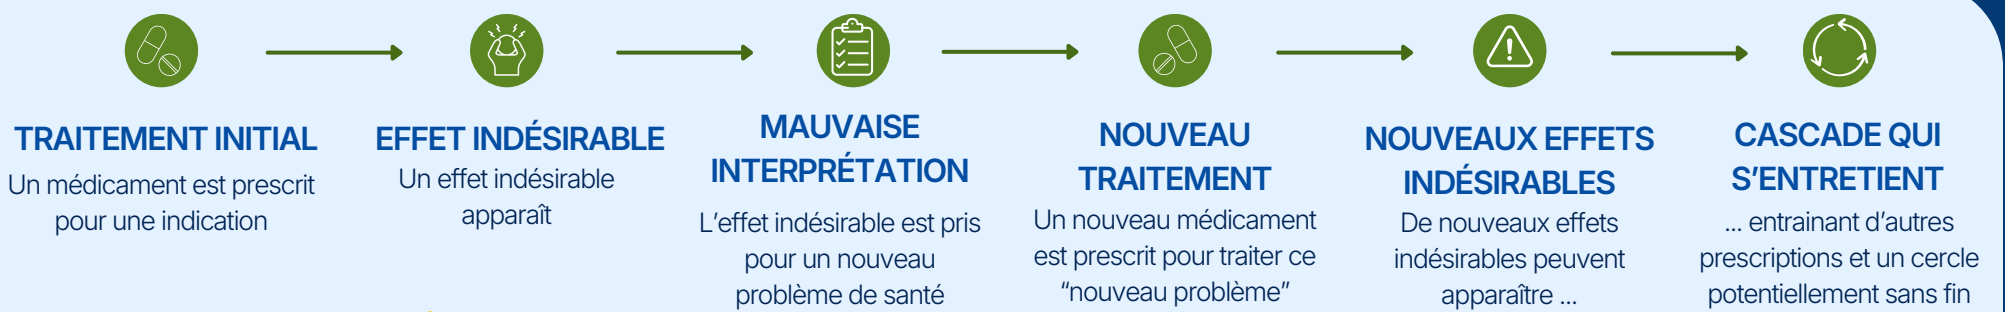 TRAITEMENT INITIAL
Un médicament est prescrit
pour une indication
EFFET INDÉSIRABLE
Un effet indésirable
apparaît
MAUVAISE
INTERPRÉTATION
L’effet indésirable est pris
pour un nouveau
problème de santé
NOUVEAU
TRAITEMENT
Un nouveau médicament
est prescrit pour traiter ce
“nouveau problème”
NOUVEAUX EFFETS
INDÉSIRABLES
De nouveaux effets
indésirables peuvent
apparaître ...
CASCADE QUI
S’ENTRETIENT
... entrainant d’autres
prescriptions et un cercle
potentiellement sans fin